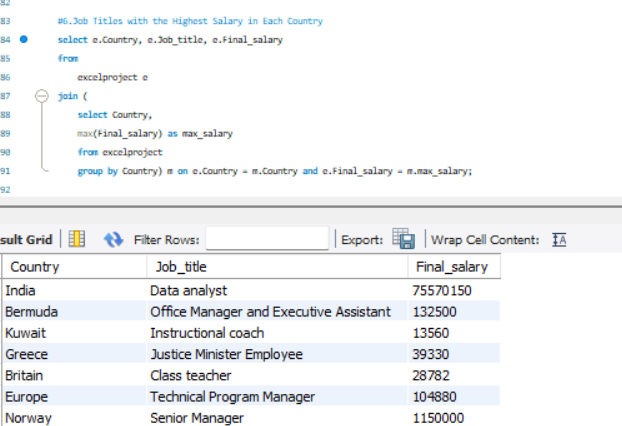 82
83 #6.Job Titles with the Highest Salary in Each Country
84 select e.Country, e.Job_title, e.Final_salary
85 from
86 excelproject e
87 join (
88 select Country,
89 max(Final_salary) as max_salary
90 from excelproject
91 group by Country) m on e.Country = m.Country and e.Final_salary = m.max_salary;
92
sult Grid Filter Rows: Export: Wrap Cell Content: IA
Country Job_title Final_salary
India Data analyst 75570150
Bermuda Office Manager and Executive Assistant 132500
Kuwait Instructional coach 13560
Greece Justice Minister Employee 39330
Britain Class teacher 28782
Europe Technical Program Manager 104880
Norway Senior Manager 1150000